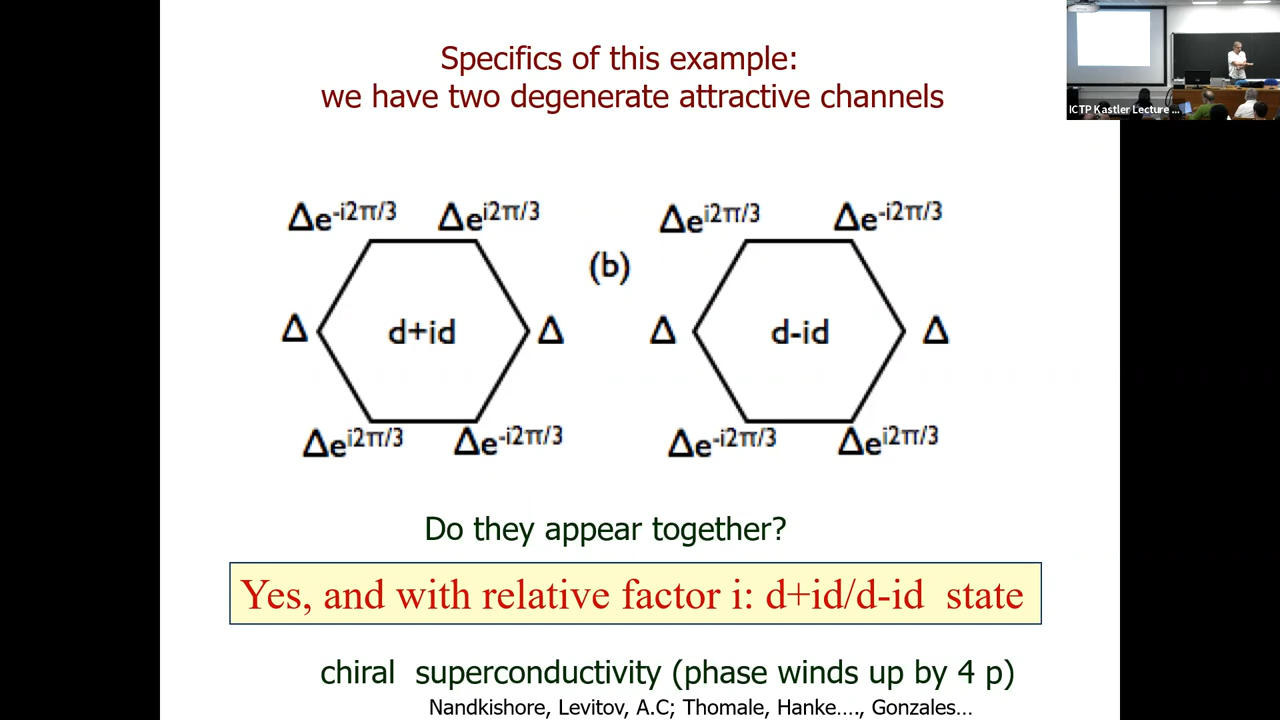 Specifics of this example:
we have two degenerate attractive channels
ICTP Kastler Lecture ...
Δe-i2π/3 Δei2π/3 Δei2π/3 Δe-i2π/3
(b)
Δ d+id Δ Δ d-id Δ
Δei2π/3 Δe-i2π/3 Δe-i2π/3 Δei2π/3
Do they appear together?
Yes, and with relative factor i: d+id/d-id state
chiral superconductivity (phase winds up by 4 p)
Nandkishore, Levitov, A.C; Thomale, Hanke...., Gonzales...